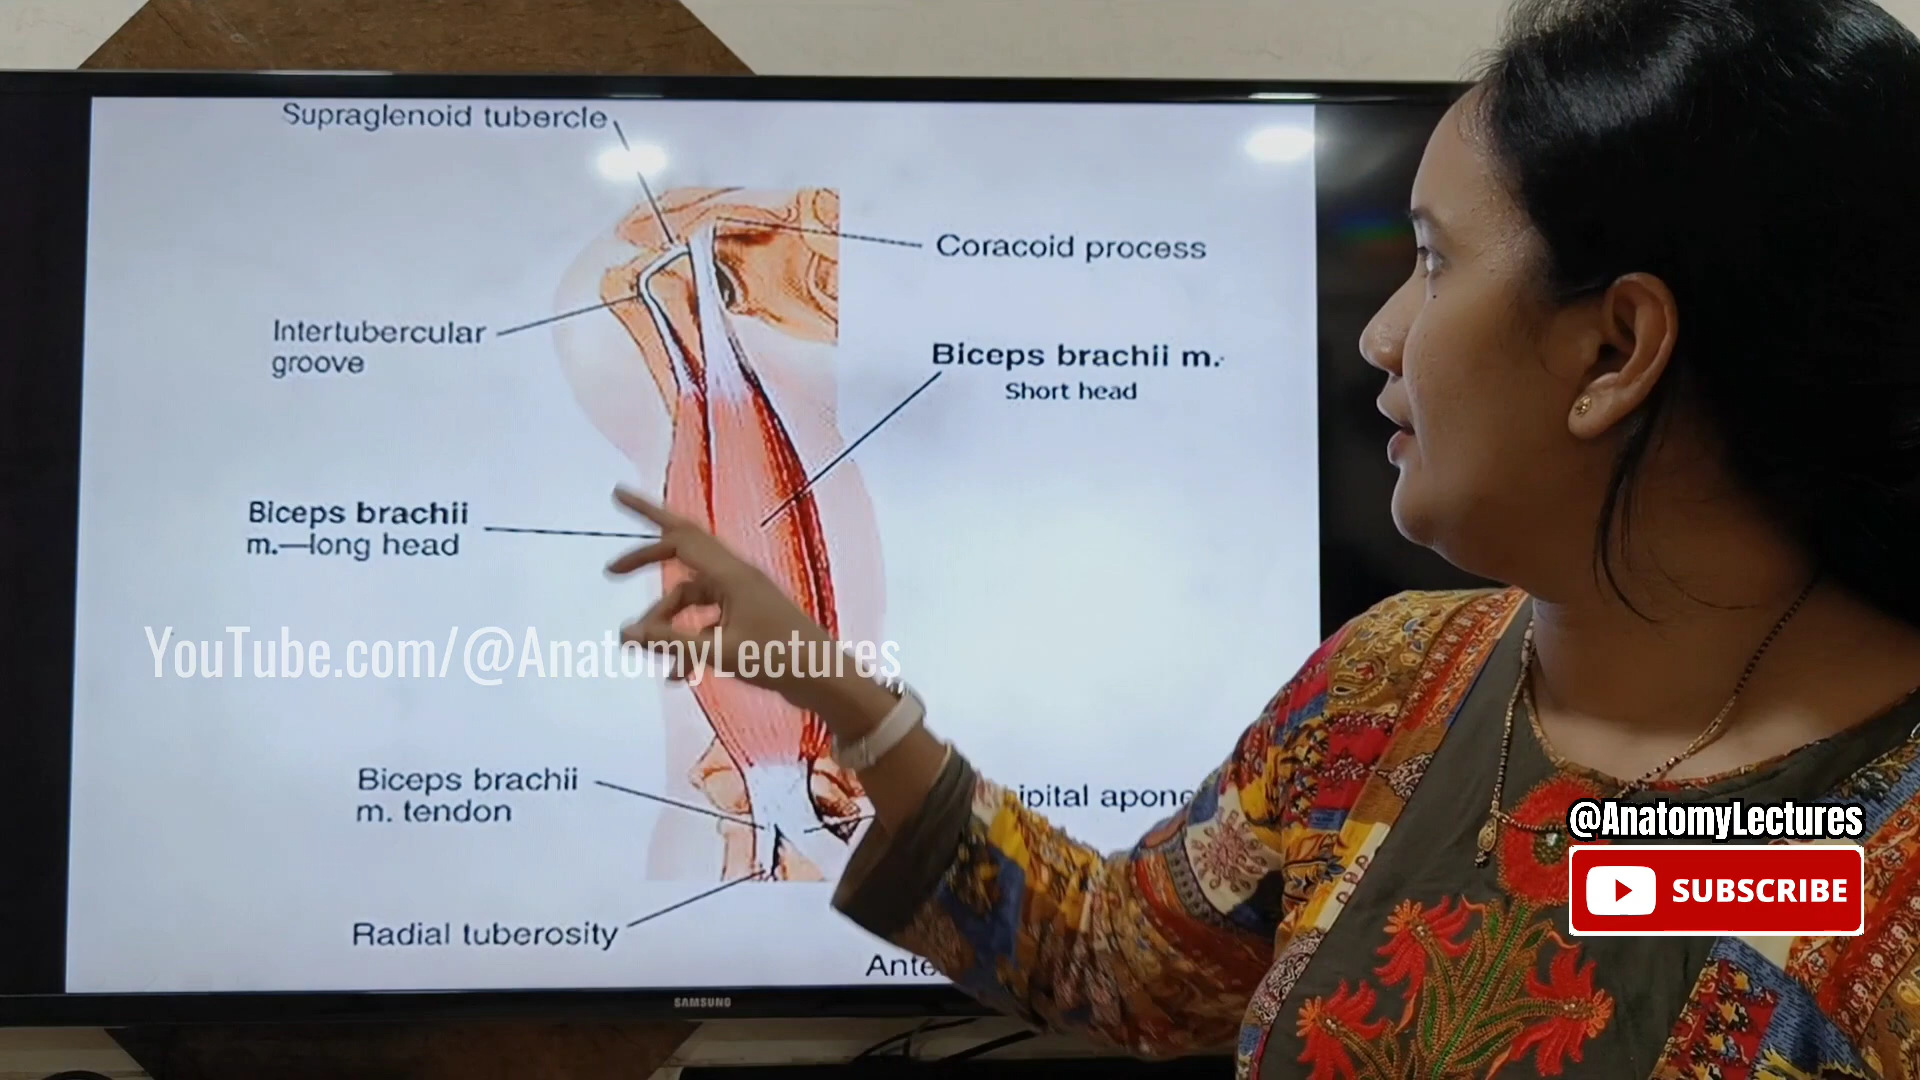 Supraglenoid tubercle
Coracoid process
Intertubercular
groove
Biceps brachii m.
Short head
Biceps brachii
m.—long head
YouTube.com/@AnatomyLectures
Biceps brachii
m. tendon
Radial tuberosity
SAMSUNG
@AnatomyLectures
SUBSCRIBE